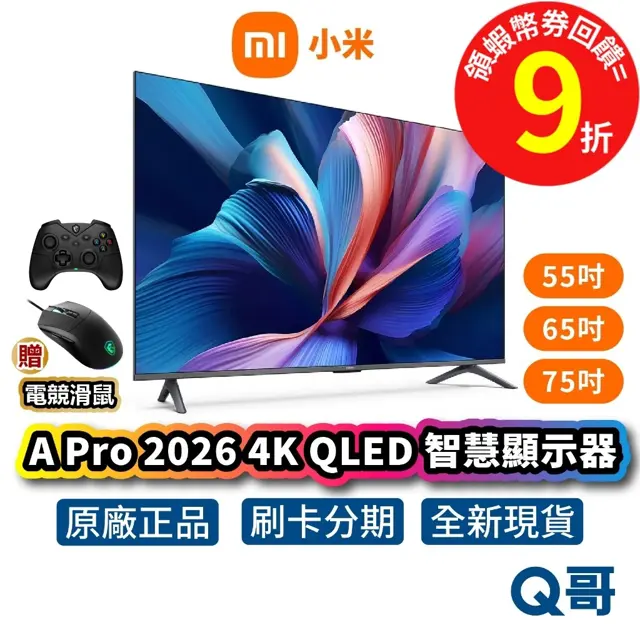 mi 小米
領蝦幣券回饋=
9折
55吋
65吋
75吋
贈
電競滑鼠
A Pro 2026 4K QLED 智慧顯示器
原廠正品
刷卡分期
全新現貨
Q哥